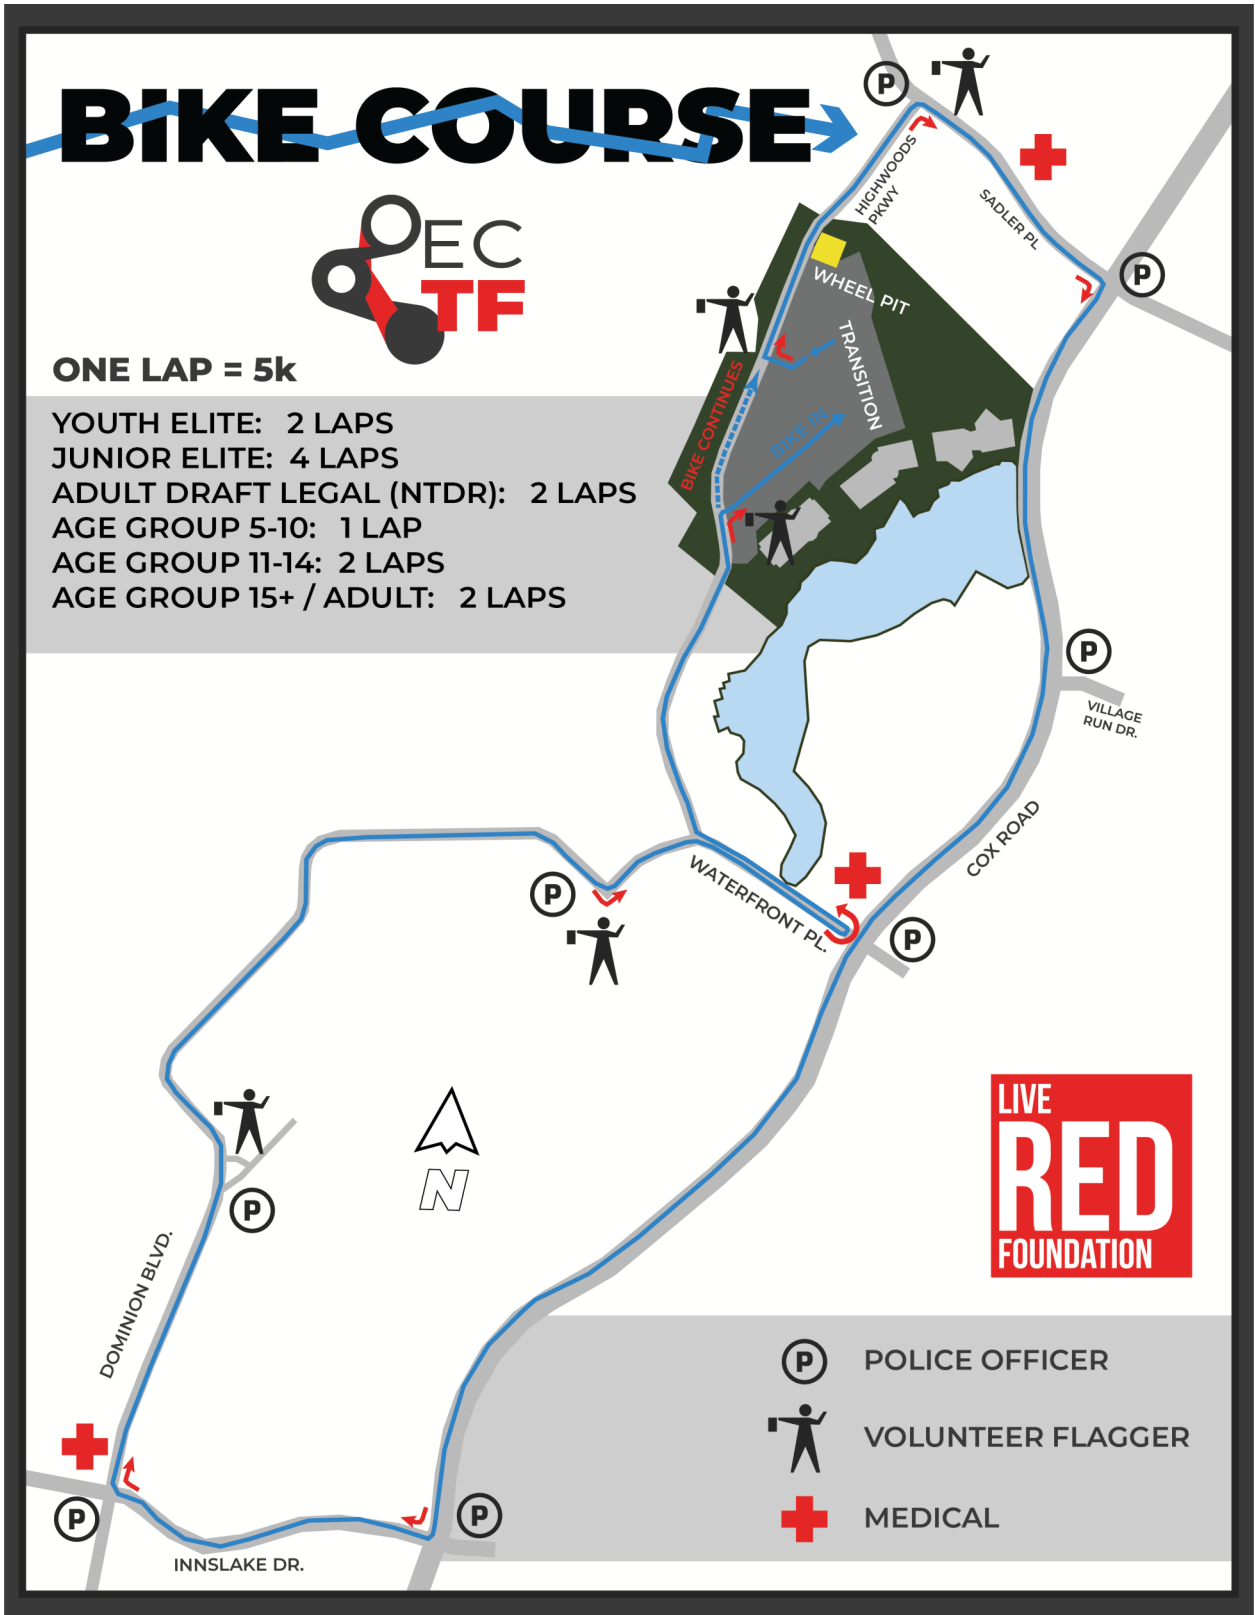 BIKE COURSE
EC
TF
ONE LAP = 5k
YOUTH ELITE: 2 LAPS
JUNIOR ELITE: 4 LAPS
ADULT DRAFT LEGAL (NTDR): 2 LAPS
AGE GROUP 5-10: 1 LAP
AGE GROUP 11-14: 2 LAPS
AGE GROUP 15+ / ADULT: 2 LAPS
P
HIGHWOODS
PKWY
SADLER PL
P
WHEEL PIT
TRANSITION
BIKE CONTINUES
BIKE IN
P
VILLAGE
RUN DR.
COX ROAD
P
WATERFRONT PL.
P
N
P
DOMINION BLVD.
LIVE
RED
FOUNDATION
P
P
INNSLAKE DR.
P POLICE OFFICER
VOLUNTEER FLAGGER
MEDICAL